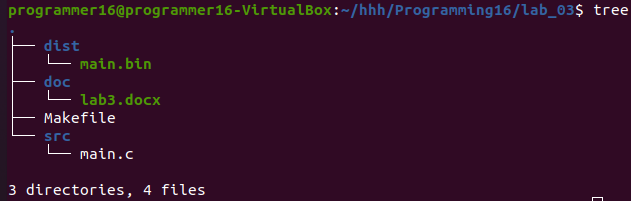 programmer16@programmer16-VirtualBox:~/hhh/Programming16/lab_03$ tree
.
├── dist
│   └── main.bin
├── doc
│   └── lab3.docx
├── Makefile
└── src
    └── main.c

3 directories, 4 files